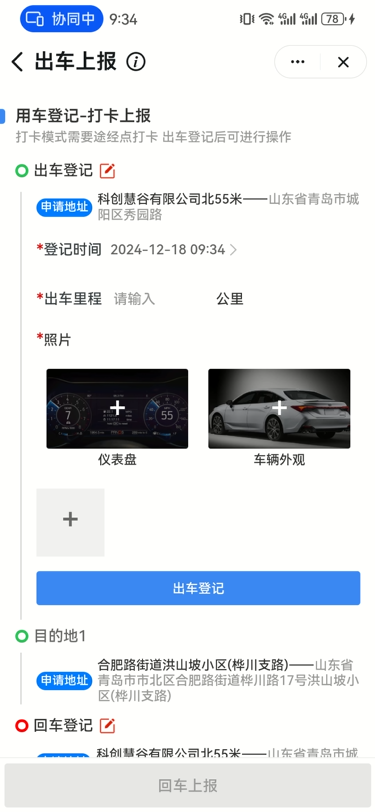 协同中 9:34 4G 4G 78
出车上报
用车登记-打卡上报
打卡模式需要途经点打卡 出车登记后可进行操作
出车登记
申请地址 科创慧谷有限公司北55米——山东省青岛市城
阳区秀园路
*登记时间 2024-12-18 09:34
*出车里程 请输入 公里
*照片
7 55
仪表盘 车辆外观
出车登记
目的地1
合肥路街道洪山坡小区(桦川支路)——山东省
申请地址 青岛市市北区合肥路街道桦川路17号洪山坡小
区(桦川支路)
回车登记
科创慧谷有限公司北55米——山东省青岛市城
回车上报